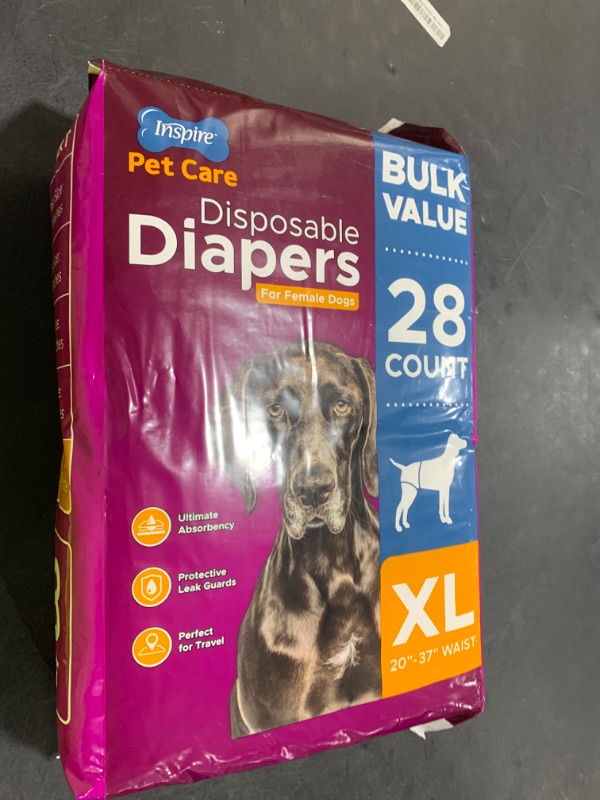 Inspire™
Pet Care
Disposable
Diapers
For Female Dogs
BULK
VALUE
28
COUNT
Ultimate
Absorbency
Protective
Leak Guards
Perfect
for Travel
XL
20"-37" WAIST